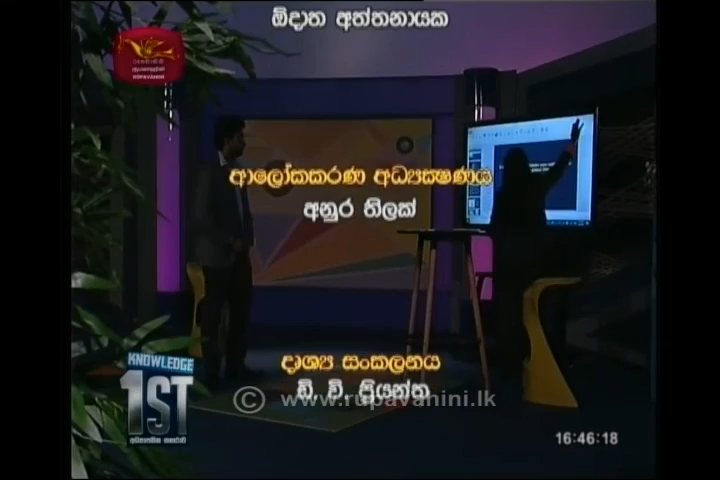 ඕදාත අත්තනායක
ආලෝකකරණ අධ්‍යක්ෂණය
අනුර තිලක්
දෘශ්‍ය සංකලනය
ඩී. වී. ප්‍රියන්ත
© www.rupavahini.lk
KNOWLEDGE
1ST
16:46:18